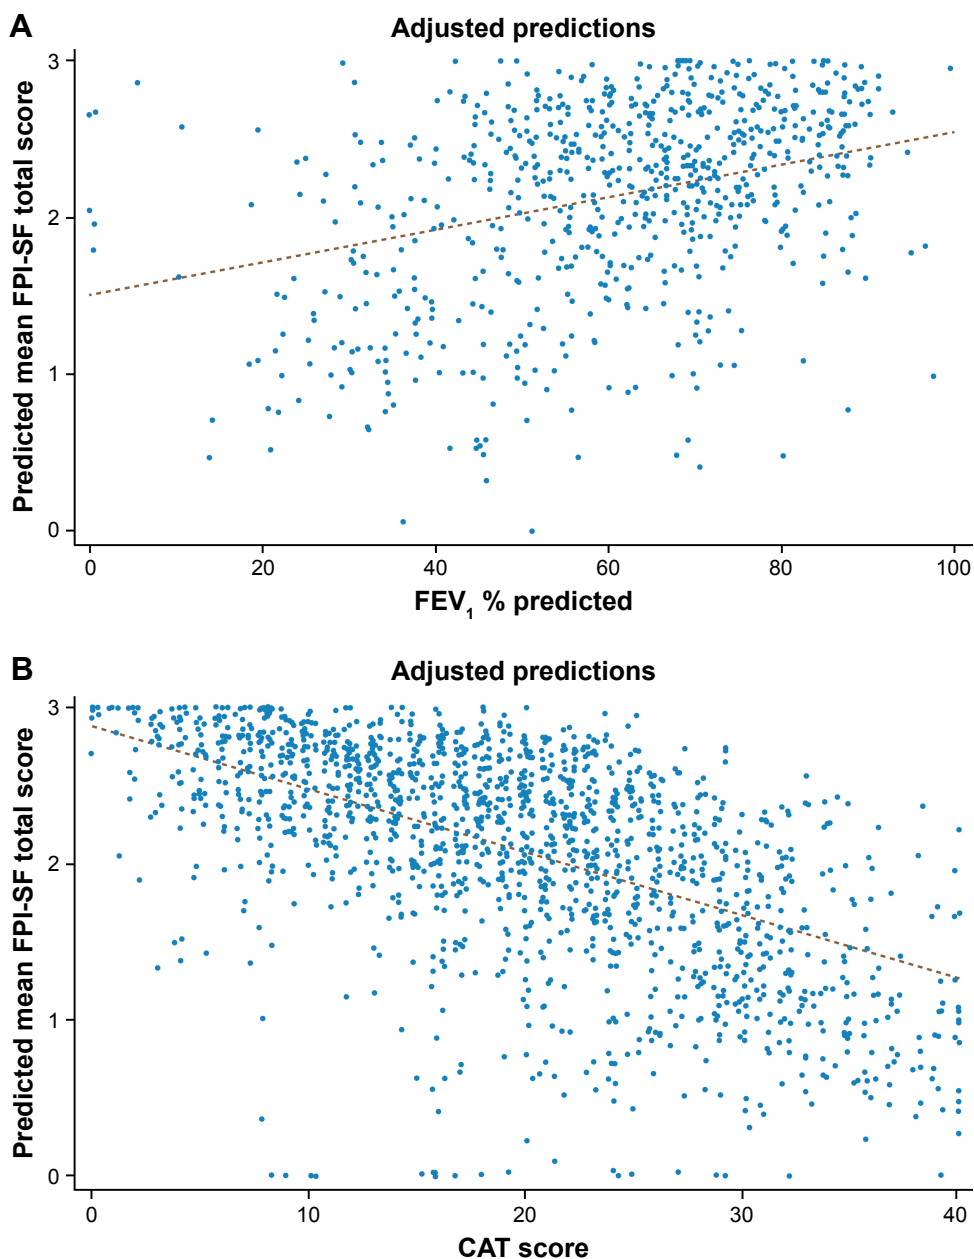 A
Adjusted predictions
Predicted mean FPI-SF total score
3
2
1
0
0 20 40 60 80 100
FEV1 % predicted
B
Adjusted predictions
Predicted mean FPI-SF total score
3
2
1
0
0 10 20 30 40
CAT score